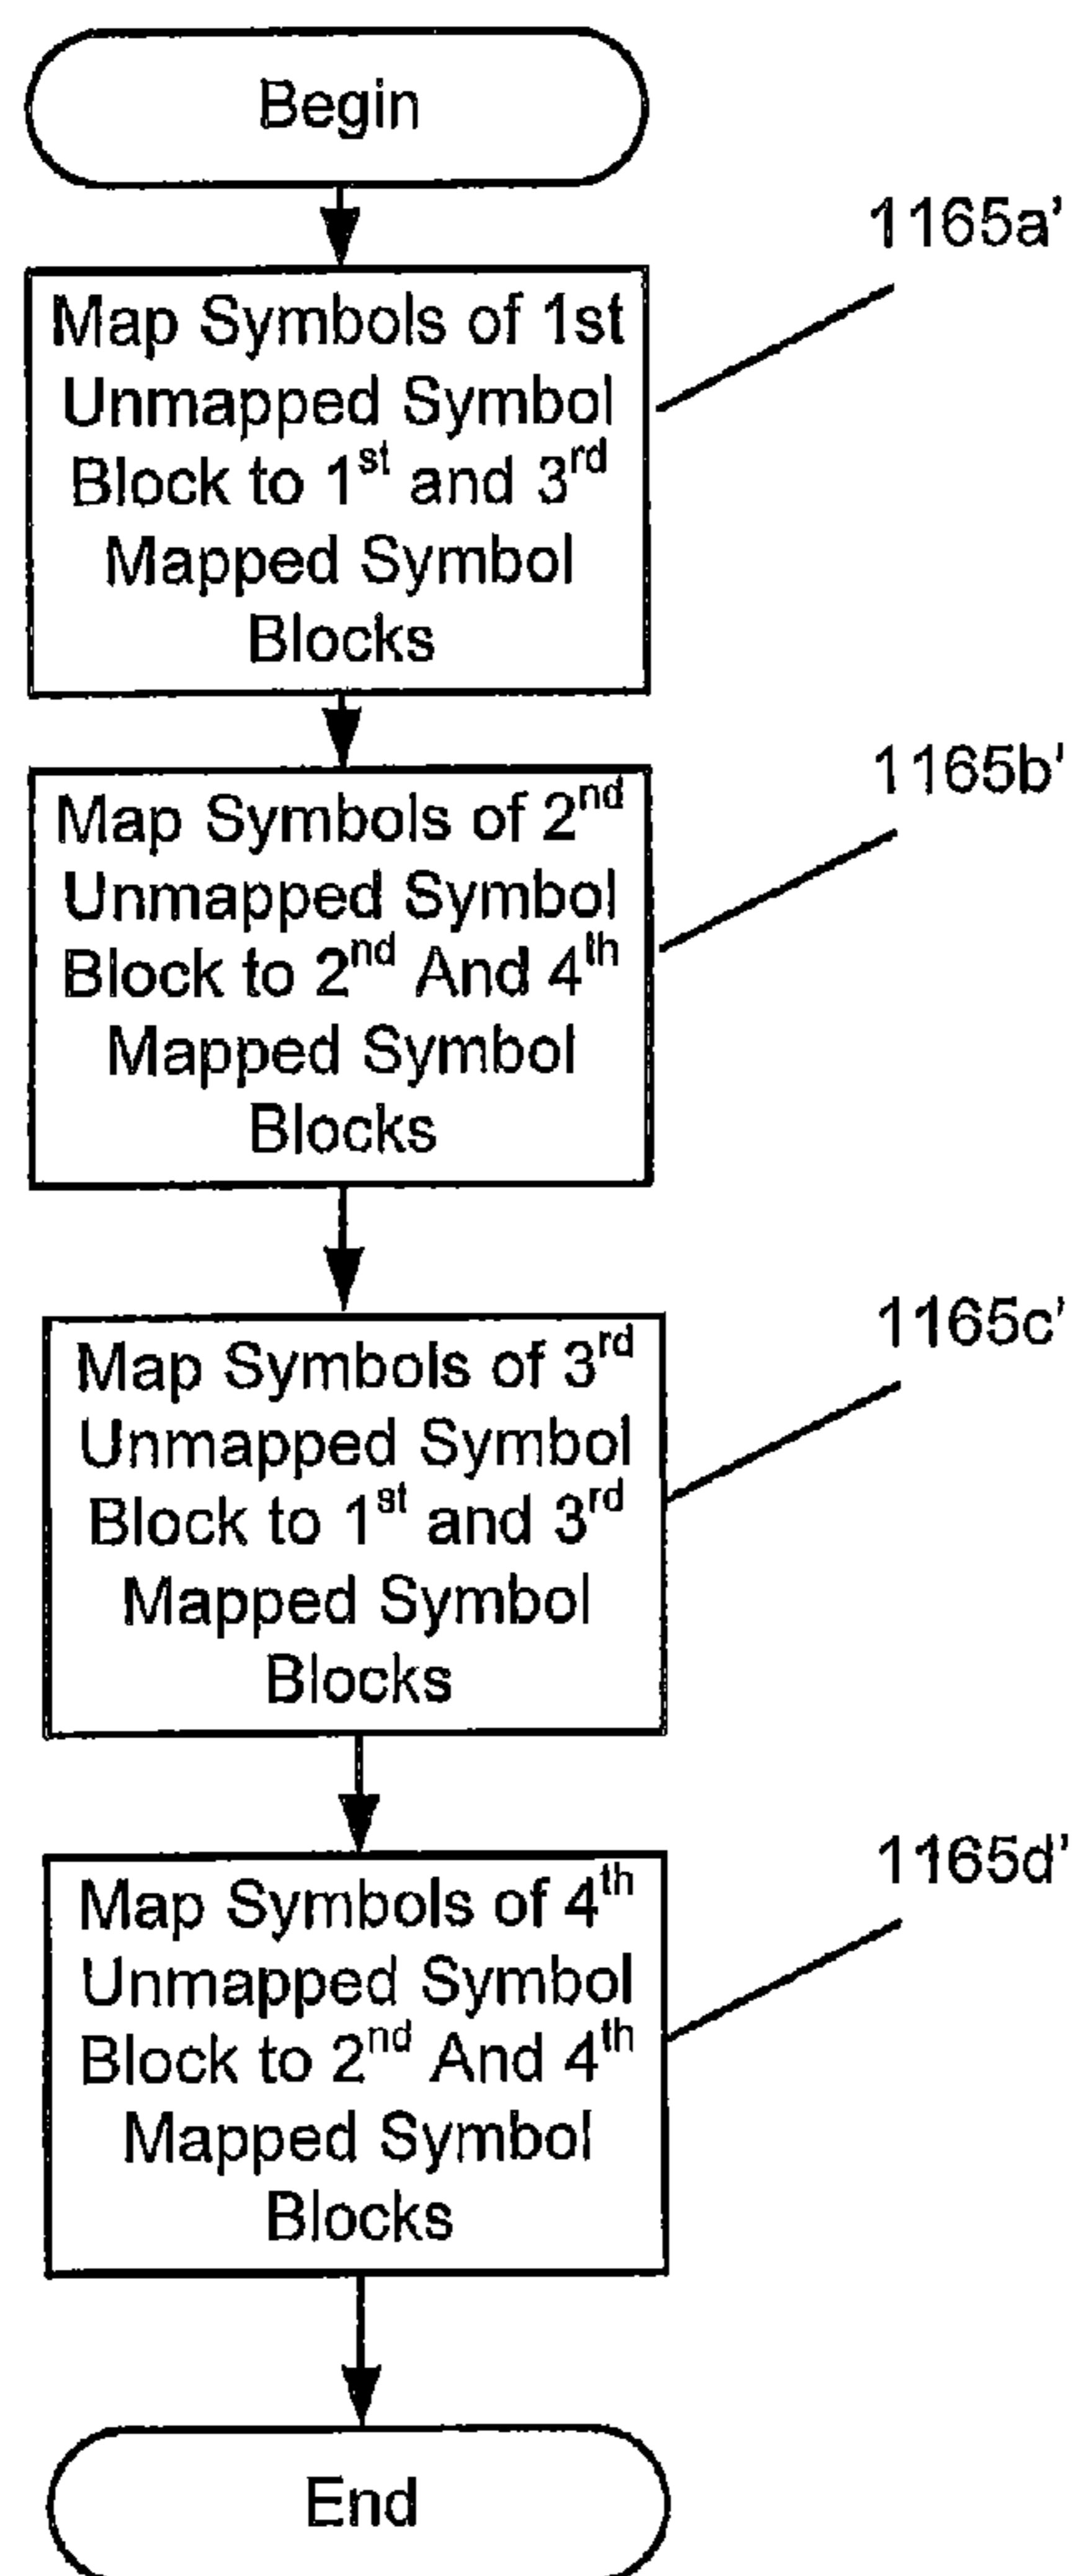 Begin
1165a'
Map Symbols of 1st
Unmapped Symbol
Block to 1st and 3rd
Mapped Symbol
Blocks
1165b'
Map Symbols of 2nd
Unmapped Symbol
Block to 2nd And 4th
Mapped Symbol
Blocks
1165c'
Map Symbols of 3rd
Unmapped Symbol
Block to 1st and 3rd
Mapped Symbol
Blocks
1165d'
Map Symbols of 4th
Unmapped Symbol
Block to 2nd And 4th
Mapped Symbol
Blocks
End